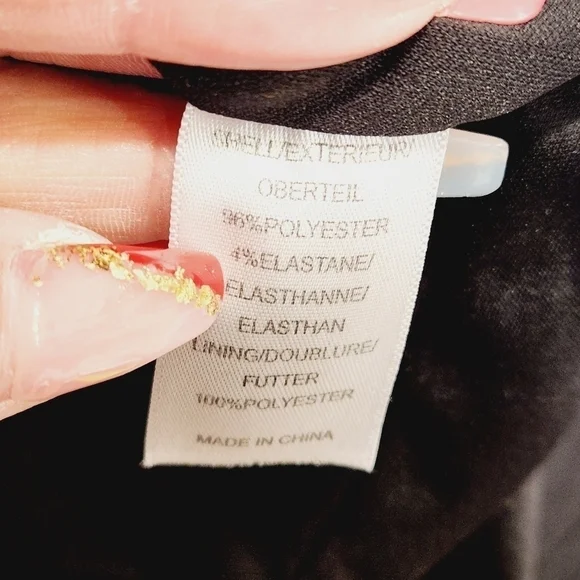 SHELL/EXTERIEUR/
OBERTEIL
96%POLYESTER
4%ELASTANE/
ELASTHANNE/
ELASTHAN
LINING/DOUBLURE/
FUTTER
100%POLYESTER
MADE IN CHINA